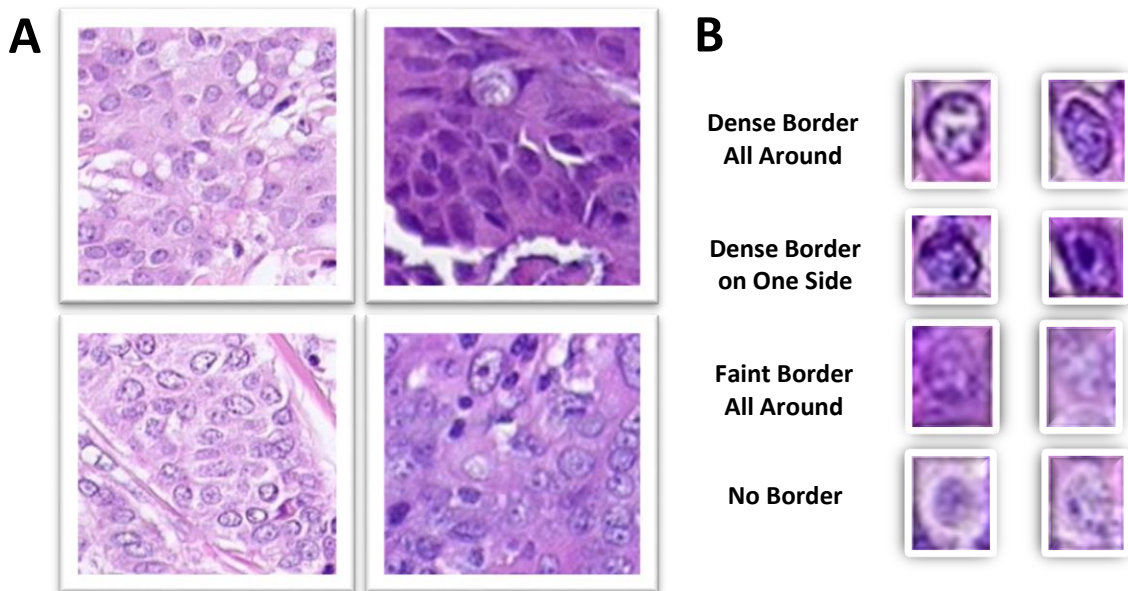 A
B
Dense Border
All Around
Dense Border
on One Side
Faint Border
All Around
No Border